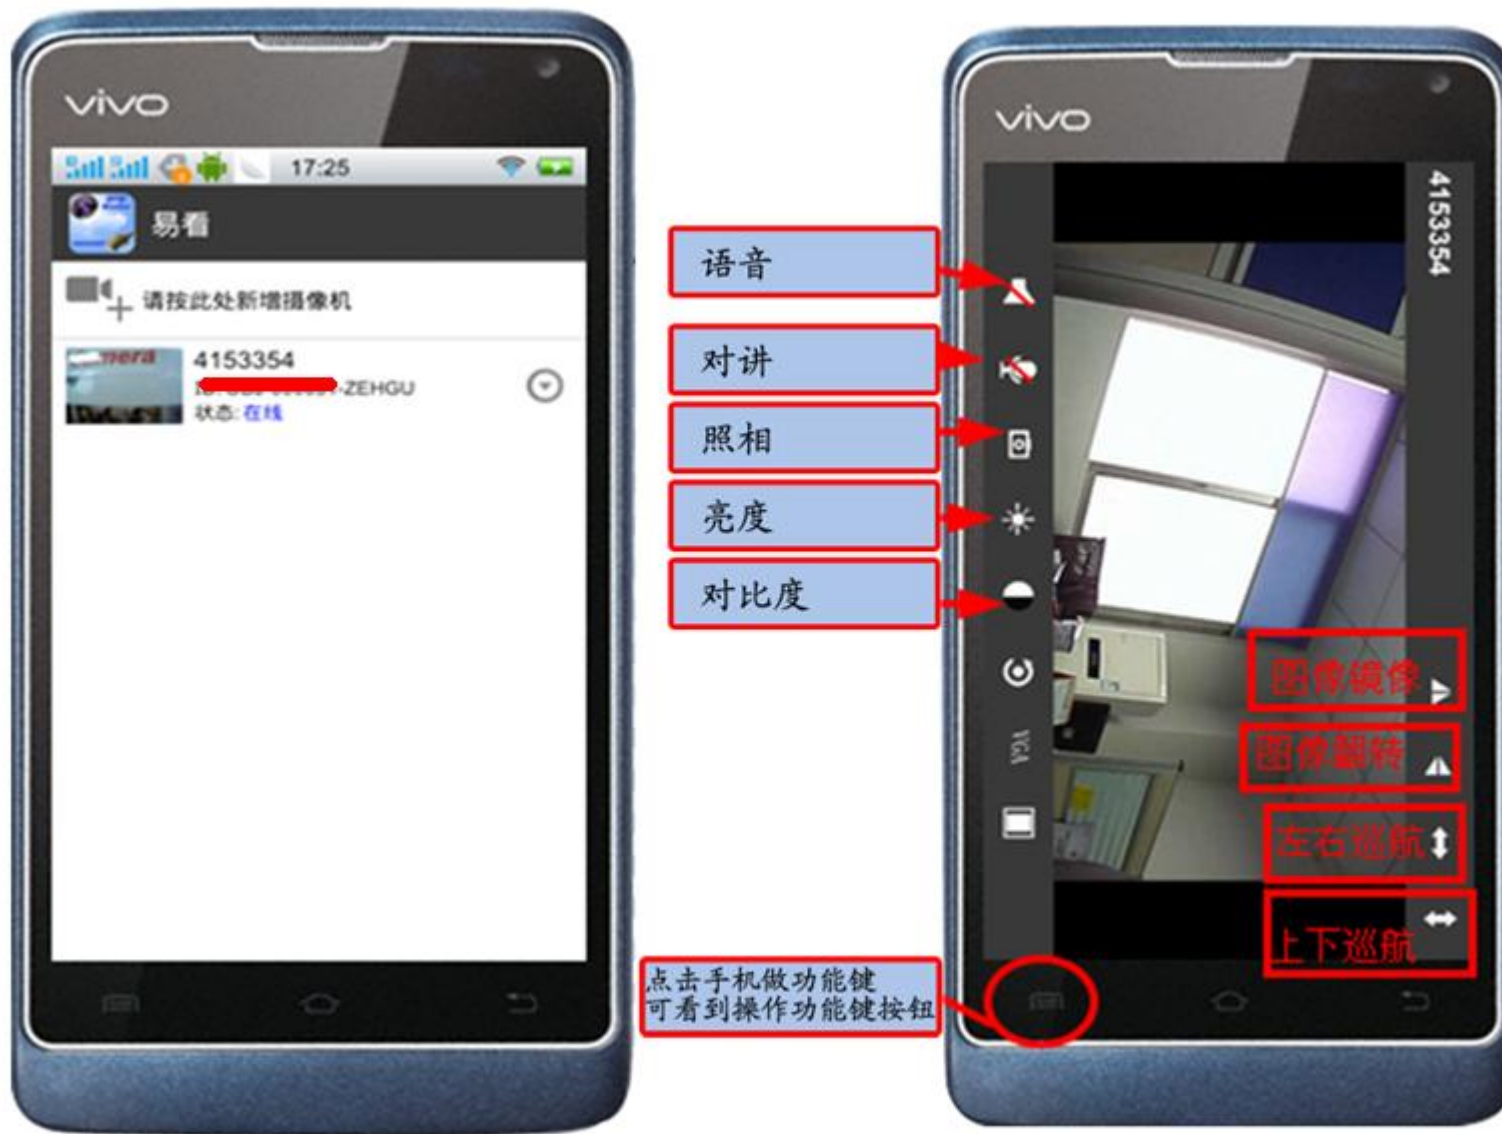 vivo
17:25
易看
请按此处新增摄像机
4153354
-ZEHGU
状态: 在线
语音
对讲
照相
亮度
对比度
点击手机做功能键
可看到操作功能键按钮
vivo
4153354
VGA
图像镜像
图像翻转
左右巡航
上下巡航